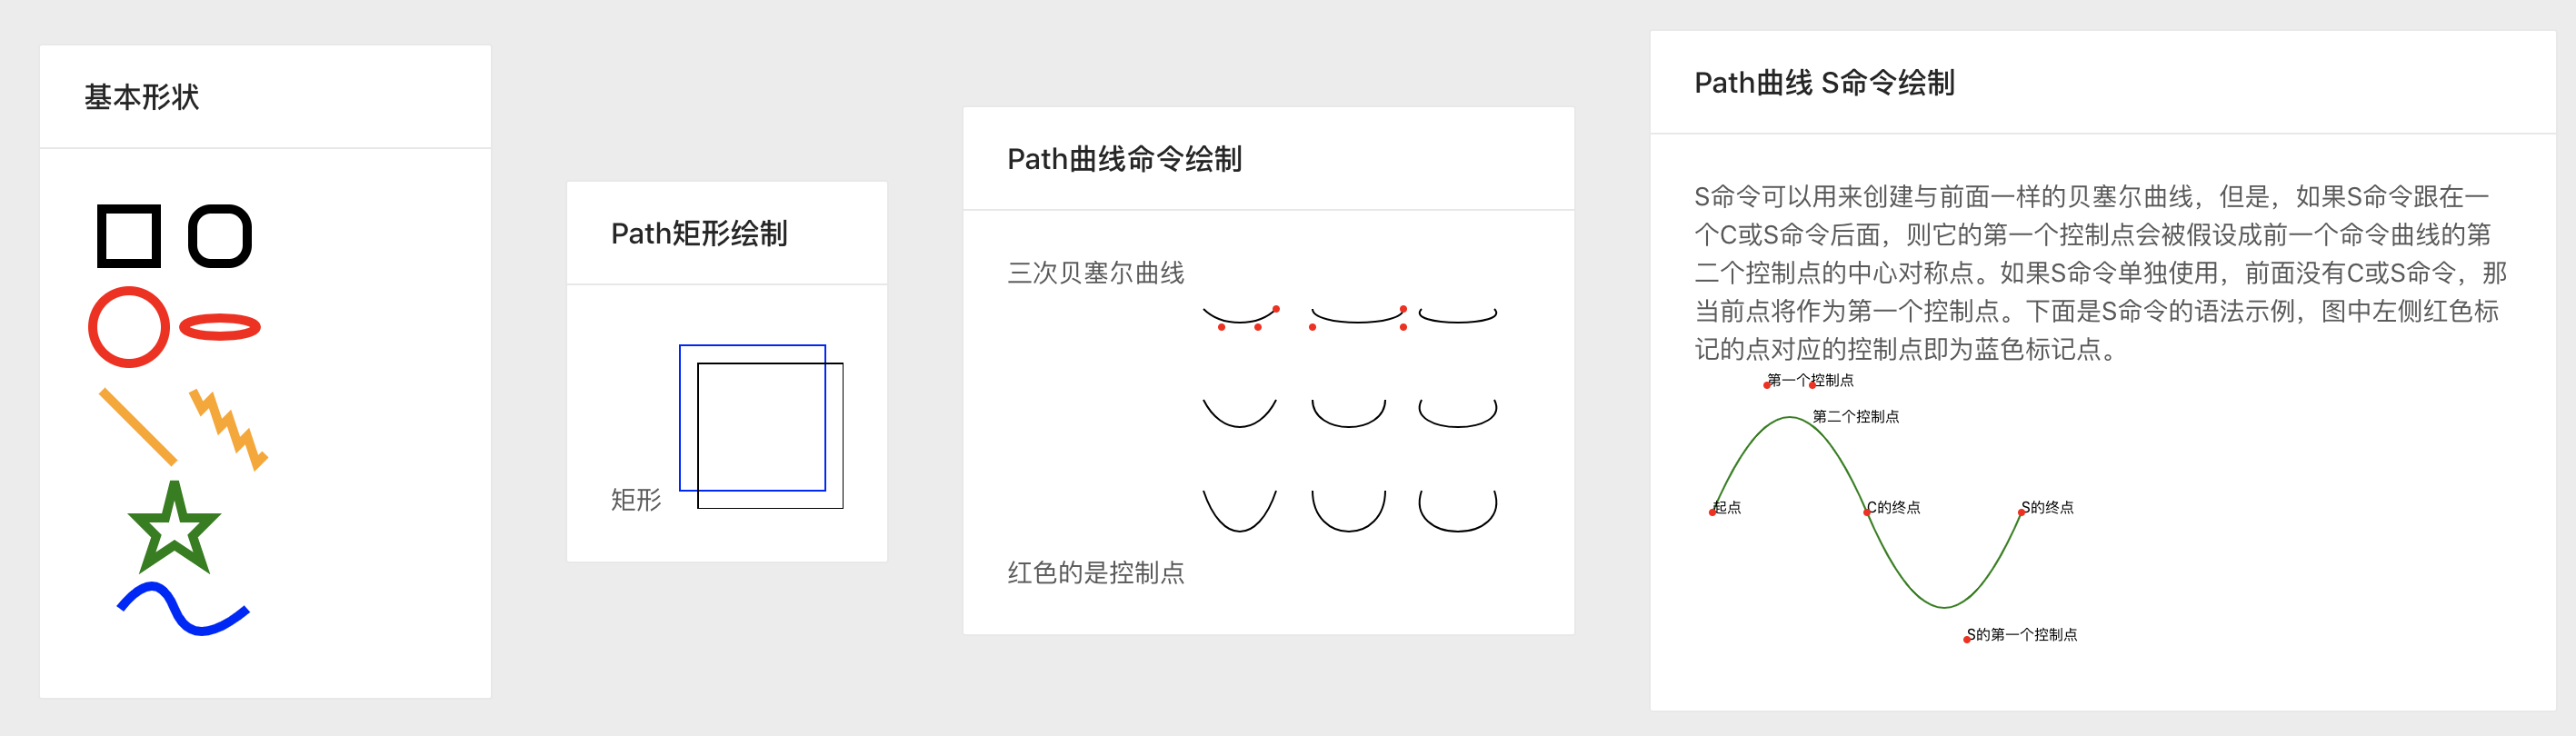 基本形状
Path矩形绘制
矩形
Path曲线命令绘制
三次贝塞尔曲线
红色的是控制点
Path曲线 S命令绘制
S命令可以用来创建与前面一样的贝塞尔曲线，但是，如果S命令跟在一
个C或S命令后面，则它的第一个控制点会被假设成前一个命令曲线的第
二个控制点的中心对称点。如果S命令单独使用，前面没有C或S命令，那
当前点将作为第一个控制点。下面是S命令的语法示例，图中左侧红色标
记的点对应的控制点即为蓝色标记点。
第一个控制点
第二个控制点
起点
C的终点
S的终点
S的第一个控制点